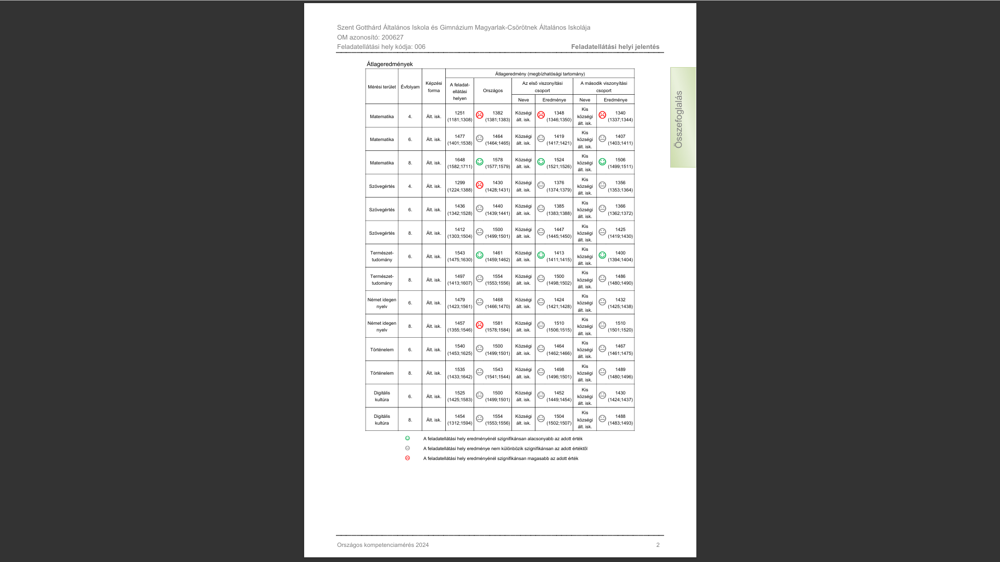 Szent Gotthárd Általános Iskola és Gimnázium Magyarlak-Csörötnek Általános Iskolája
OM azonosító: 200627
Feladatellátási hely kódja: 006 Feladatellátási helyi jelentés
Átlageredmények
Mérési terület Évfolyam Képzési forma A feladat-ellátási helyen Átlageredmény (megbízhatósági tartomány)
Országos Az első viszonyítási csoport A második viszonyítási csoport
Neve Eredménye Neve Eredménye
Matematika 4. Ált. isk. 1251 (1181;1308) 1382 (1381;1383) Községi ált. isk. 1348 (1346;1350) Kis községi ált. isk. 1340 (1337;1344)
Matematika 6. Ált. isk. 1477 (1401;1538) 1464 (1464;1465) Községi ált. isk. 1419 (1417;1421) Kis községi ált. isk. 1407 (1403;1411)
Matematika 8. Ált. isk. 1648 (1582;1711) 1578 (1577;1579) Községi ált. isk. 1524 (1521;1526) Kis községi ált. isk. 1506 (1499;1511)
Szövegértés 4. Ált. isk. 1299 (1224;1388) 1430 (1428;1431) Községi ált. isk. 1376 (1374;1379) Kis községi ált. isk. 1356 (1353;1364)
Szövegértés 6. Ált. isk. 1436 (1342;1528) 1440 (1439;1441) Községi ált. isk. 1385 (1383;1388) Kis községi ált. isk. 1366 (1362;1372)
Szövegértés 8. Ált. isk. 1412 (1303;1504) 1500 (1499;1501) Községi ált. isk. 1447 (1445;1450) Kis községi ált. isk. 1425 (1419;1430)
Természet-tudomány 6. Ált. isk. 1543 (1475;1630) 1461 (1459;1462) Községi ált. isk. 1413 (1411;1415) Kis községi ált. isk. 1400 (1394;1404)
Természet-tudomány 8. Ált. isk. 1497 (1413;1607) 1554 (1553;1556) Községi ált. isk. 1500 (1498;1502) Kis községi ált. isk. 1486 (1480;1490)
Német idegen nyelv 6. Ált. isk. 1479 (1423;1561) 1468 (1466;1470) Községi ált. isk. 1424 (1421;1428) Kis községi ált. isk. 1432 (1425;1438)
Német idegen nyelv 8. Ált. isk. 1457 (1355;1546) 1581 (1578;1584) Községi ált. isk. 1510 (1506;1515) Kis községi ált. isk. 1510 (1501;1520)
Történelem 6. Ált. isk. 1540 (1453;1625) 1500 (1499;1501) Községi ált. isk. 1464 (1462;1466) Kis községi ált. isk. 1467 (1461;1475)
Történelem 8. Ált. isk. 1535 (1433;1642) 1543 (1541;1544) Községi ált. isk. 1498 (1496;1501) Kis községi ált. isk. 1489 (1480;1496)
Digitális kultúra 6. Ált. isk. 1525 (1425;1583) 1500 (1499;1501) Községi ált. isk. 1452 (1449;1454) Kis községi ált. isk. 1430 (1424;1437)
Digitális kultúra 8. Ált. isk. 1454 (1312;1594) 1554 (1553;1556) Községi ált. isk. 1504 (1502;1507) Kis községi ált. isk. 1488 (1483;1493)
A feladatellátási hely eredményénél szignifikánsan alacsonyabb az adott érték
A feladatellátási hely eredménye nem különbözik szignifikánsan az adott értéktől
A feladatellátási hely eredményénél szignifikánsan magasabb az adott érték
Összefoglalás
Országos kompetenciamérés 2024 2